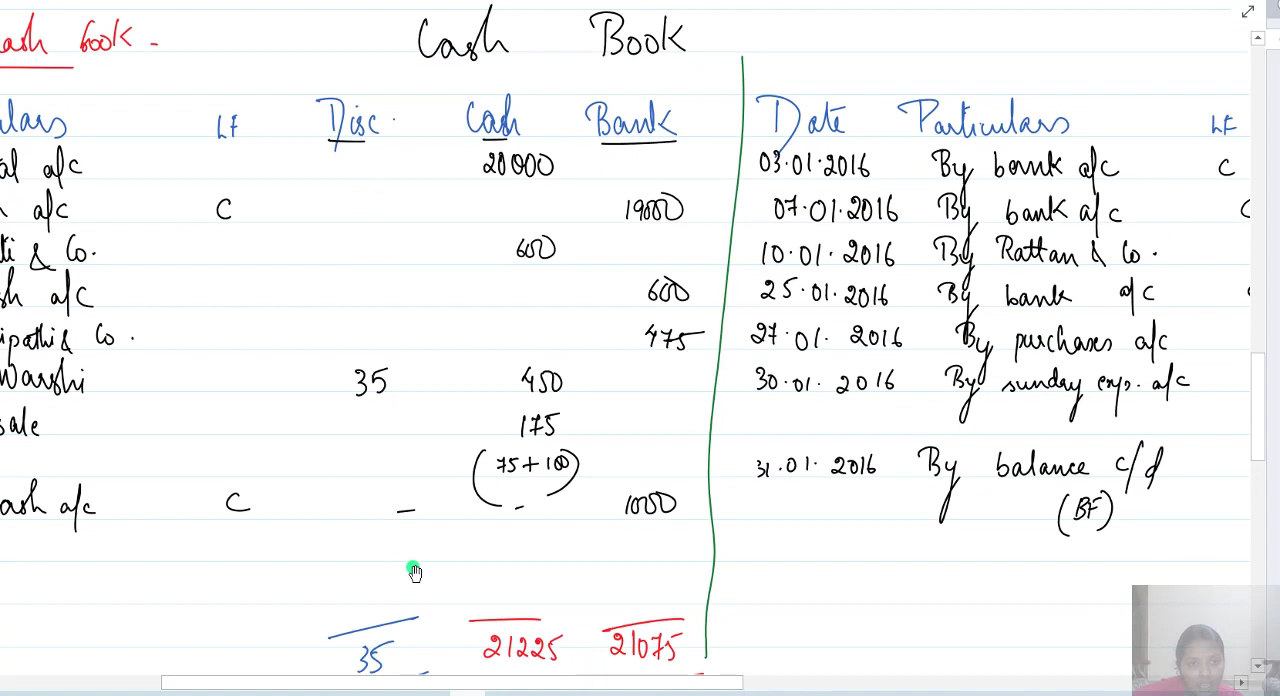 ash book -
Cash Book
ulars LF Disc. Cash Bank Date Particulars LF
al a/c 20000 03.01.2016 By bank a/c C
a/c C 19000 07.01.2016 By bank a/c C
ti & Co. 600 10.01.2016 By Rattan & Co.
sh a/c 600 25.01.2016 By bank a/c
ipathi & Co. 475 27.01.2016 By purchases a/c
Warshi 35 450 30.01.2016 By sunday exp. a/c
sale 175
(75+100) 31.01.2016 By balance c/d
ash a/c C - - 1000 (BF)
35 21225 21075